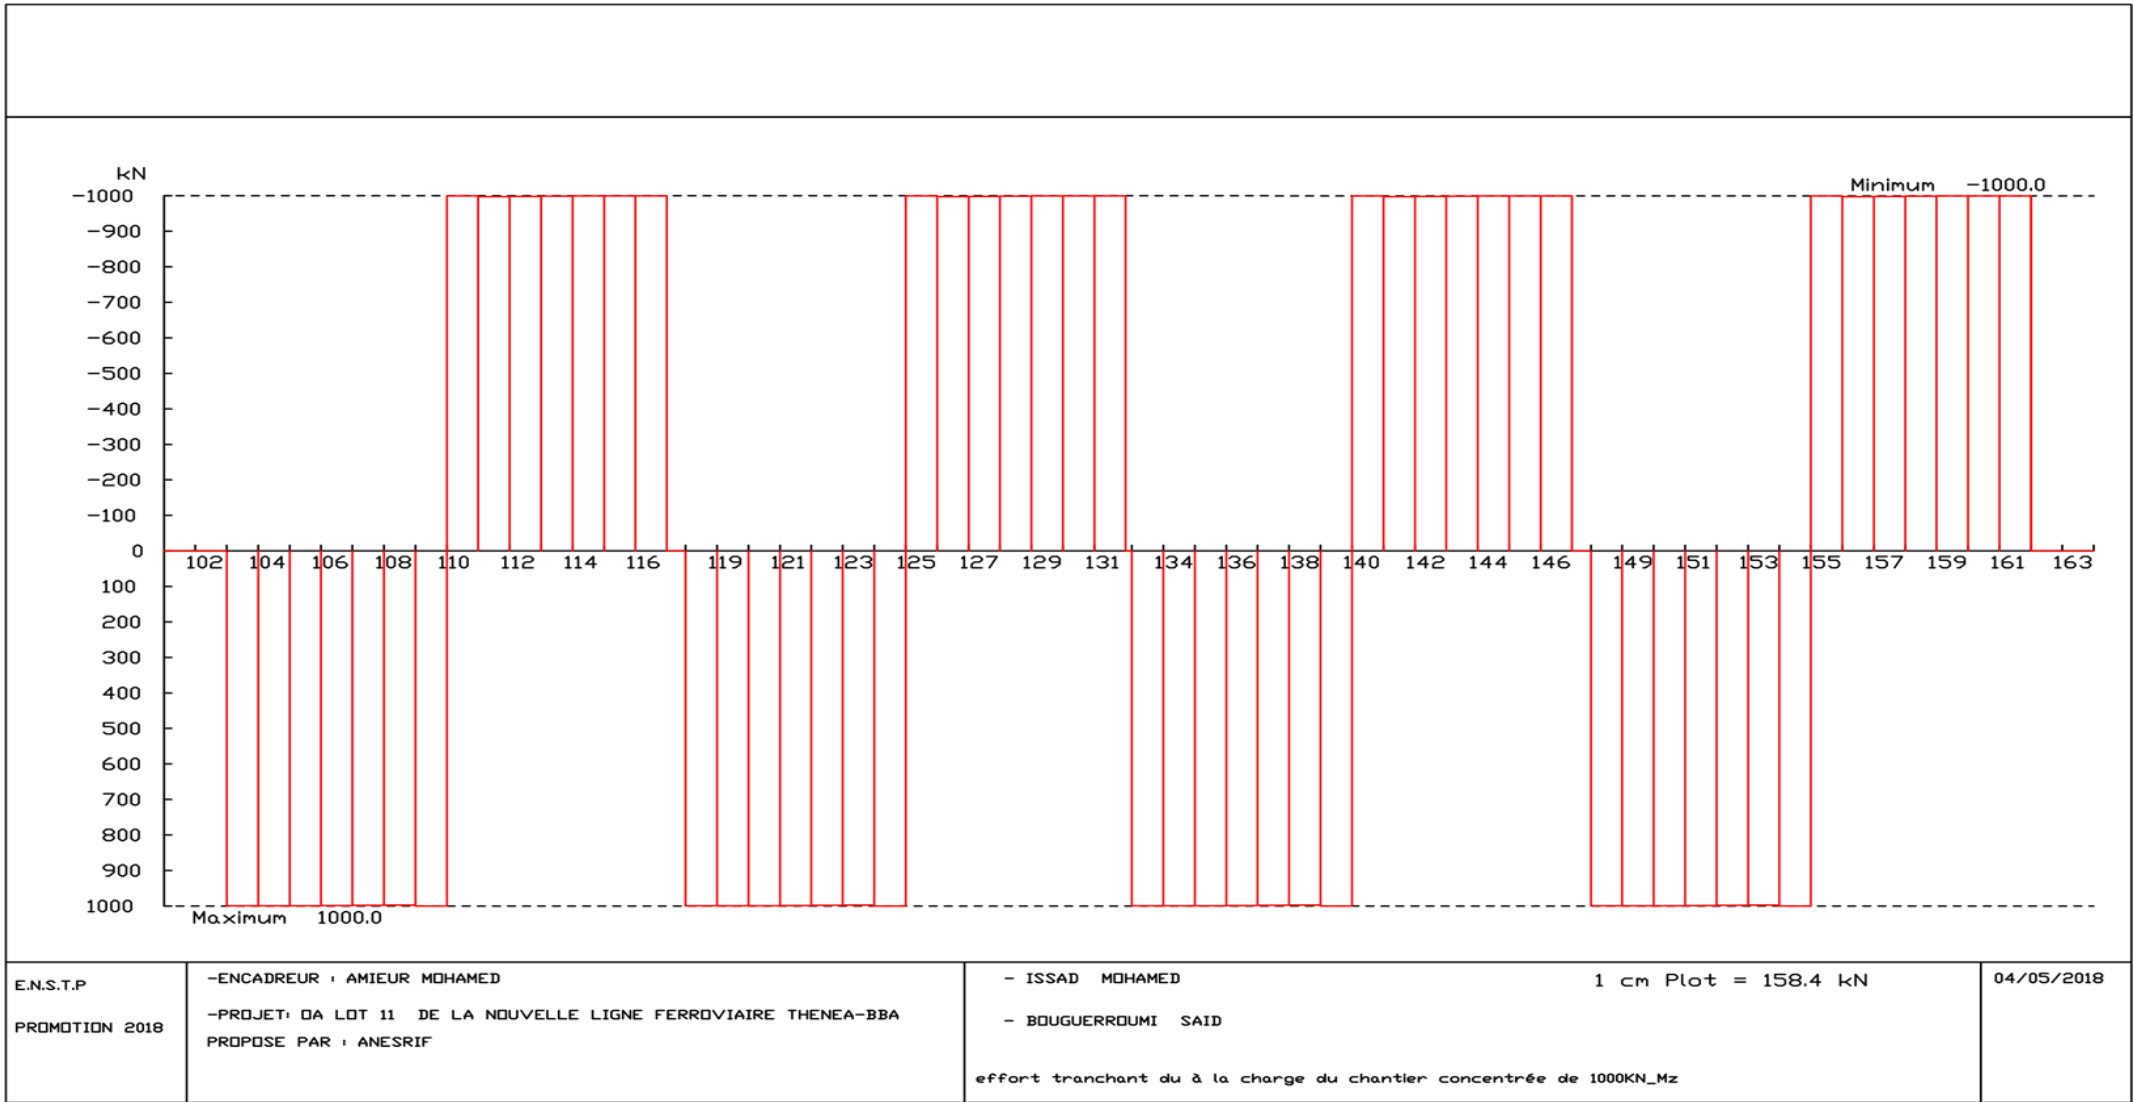 kN
-1000
-900
-800
-700
-600
-500
-400
-300
-200
-100
0
100
200
300
400
500
600
700
800
900
1000
Minimum -1000.0
102 104 106 108 110 112 114 116 119 121 123 125 127 129 131 134 136 138 140 142 144 146 149 151 153 155 157 159 161 163
Maximum 1000.0
E.N.S.T.P
PROMOTION 2018
-ENCADREUR : AMIEUR MOHAMED
-PROJET: OA LOT 11 DE LA NOUVELLE LIGNE FERROVIAIRE THENEA-BBA
PROPOSE PAR : ANESRIF
- ISSAD MOHAMED
- BOUGUERROUMI SAID
effort tranchant du à la charge du chantier concentrée de 1000KN_Mz
1 cm Plot = 158.4 kN
04/05/2018